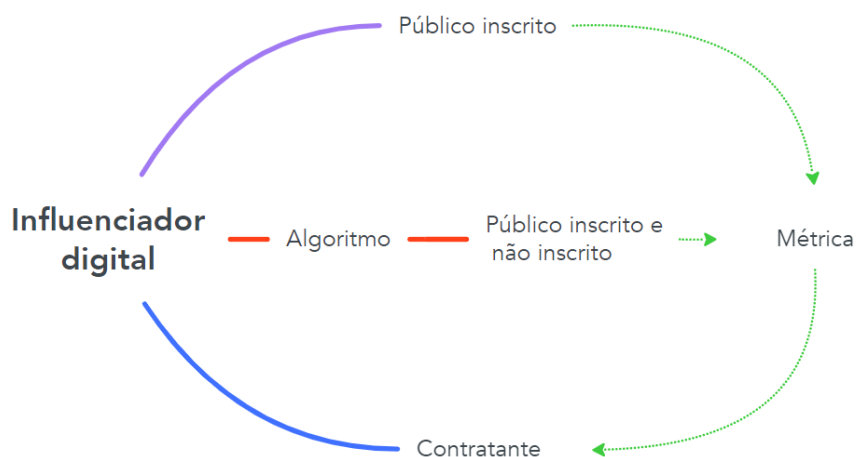 Público inscrito
Influenciador
digital
Algoritmo
Público inscrito e
não inscrito
Métrica
Contratante